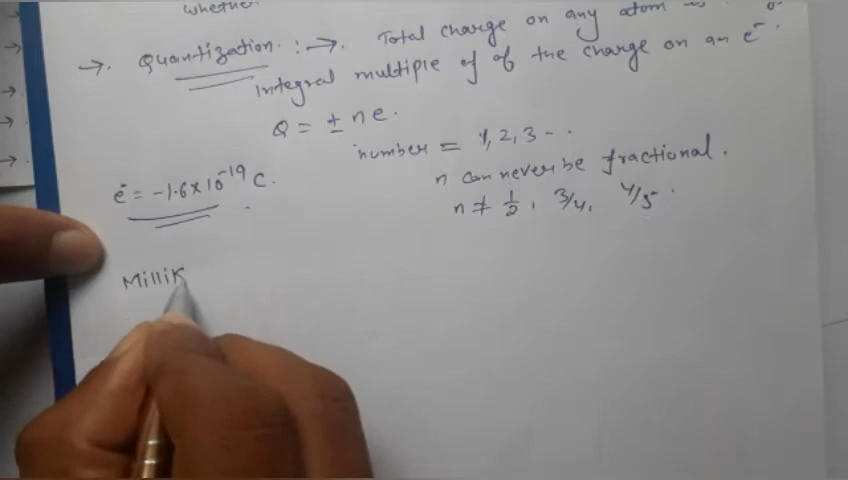 whether
→. Quantization. : →. Total charge on any atom is
Integral multiple of of the charge on an e⁻.
Q = ± ne.
number = 1, 2, 3 - - .
n can never be fractional.
e⁻ = -1.6 × 10⁻¹⁹ C.
n ≠ 1/2, 3/4, 4/5 .
Millik